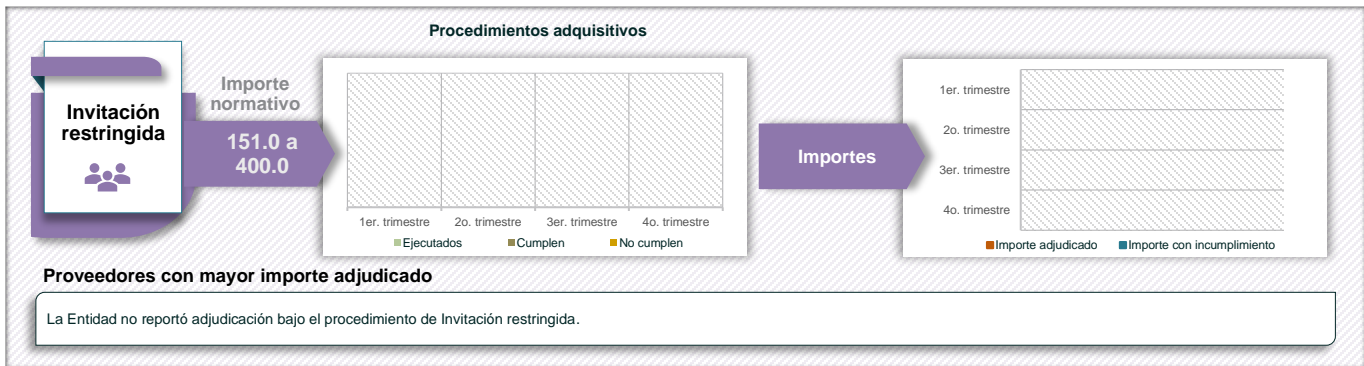 Procedimientos adquisitivos
Invitación
restringida
Importe
normativo
151.0 a
400.0
1er. trimestre
2o. trimestre
3er. trimestre
4o. trimestre
Ejecutados
Cumplen
No cumplen
Importes
1er. trimestre
2o. trimestre
3er. trimestre
4o. trimestre
Importe adjudicado
Importe con incumplimiento
Proveedores con mayor importe adjudicado
La Entidad no reportó adjudicación bajo el procedimiento de Invitación restringida.